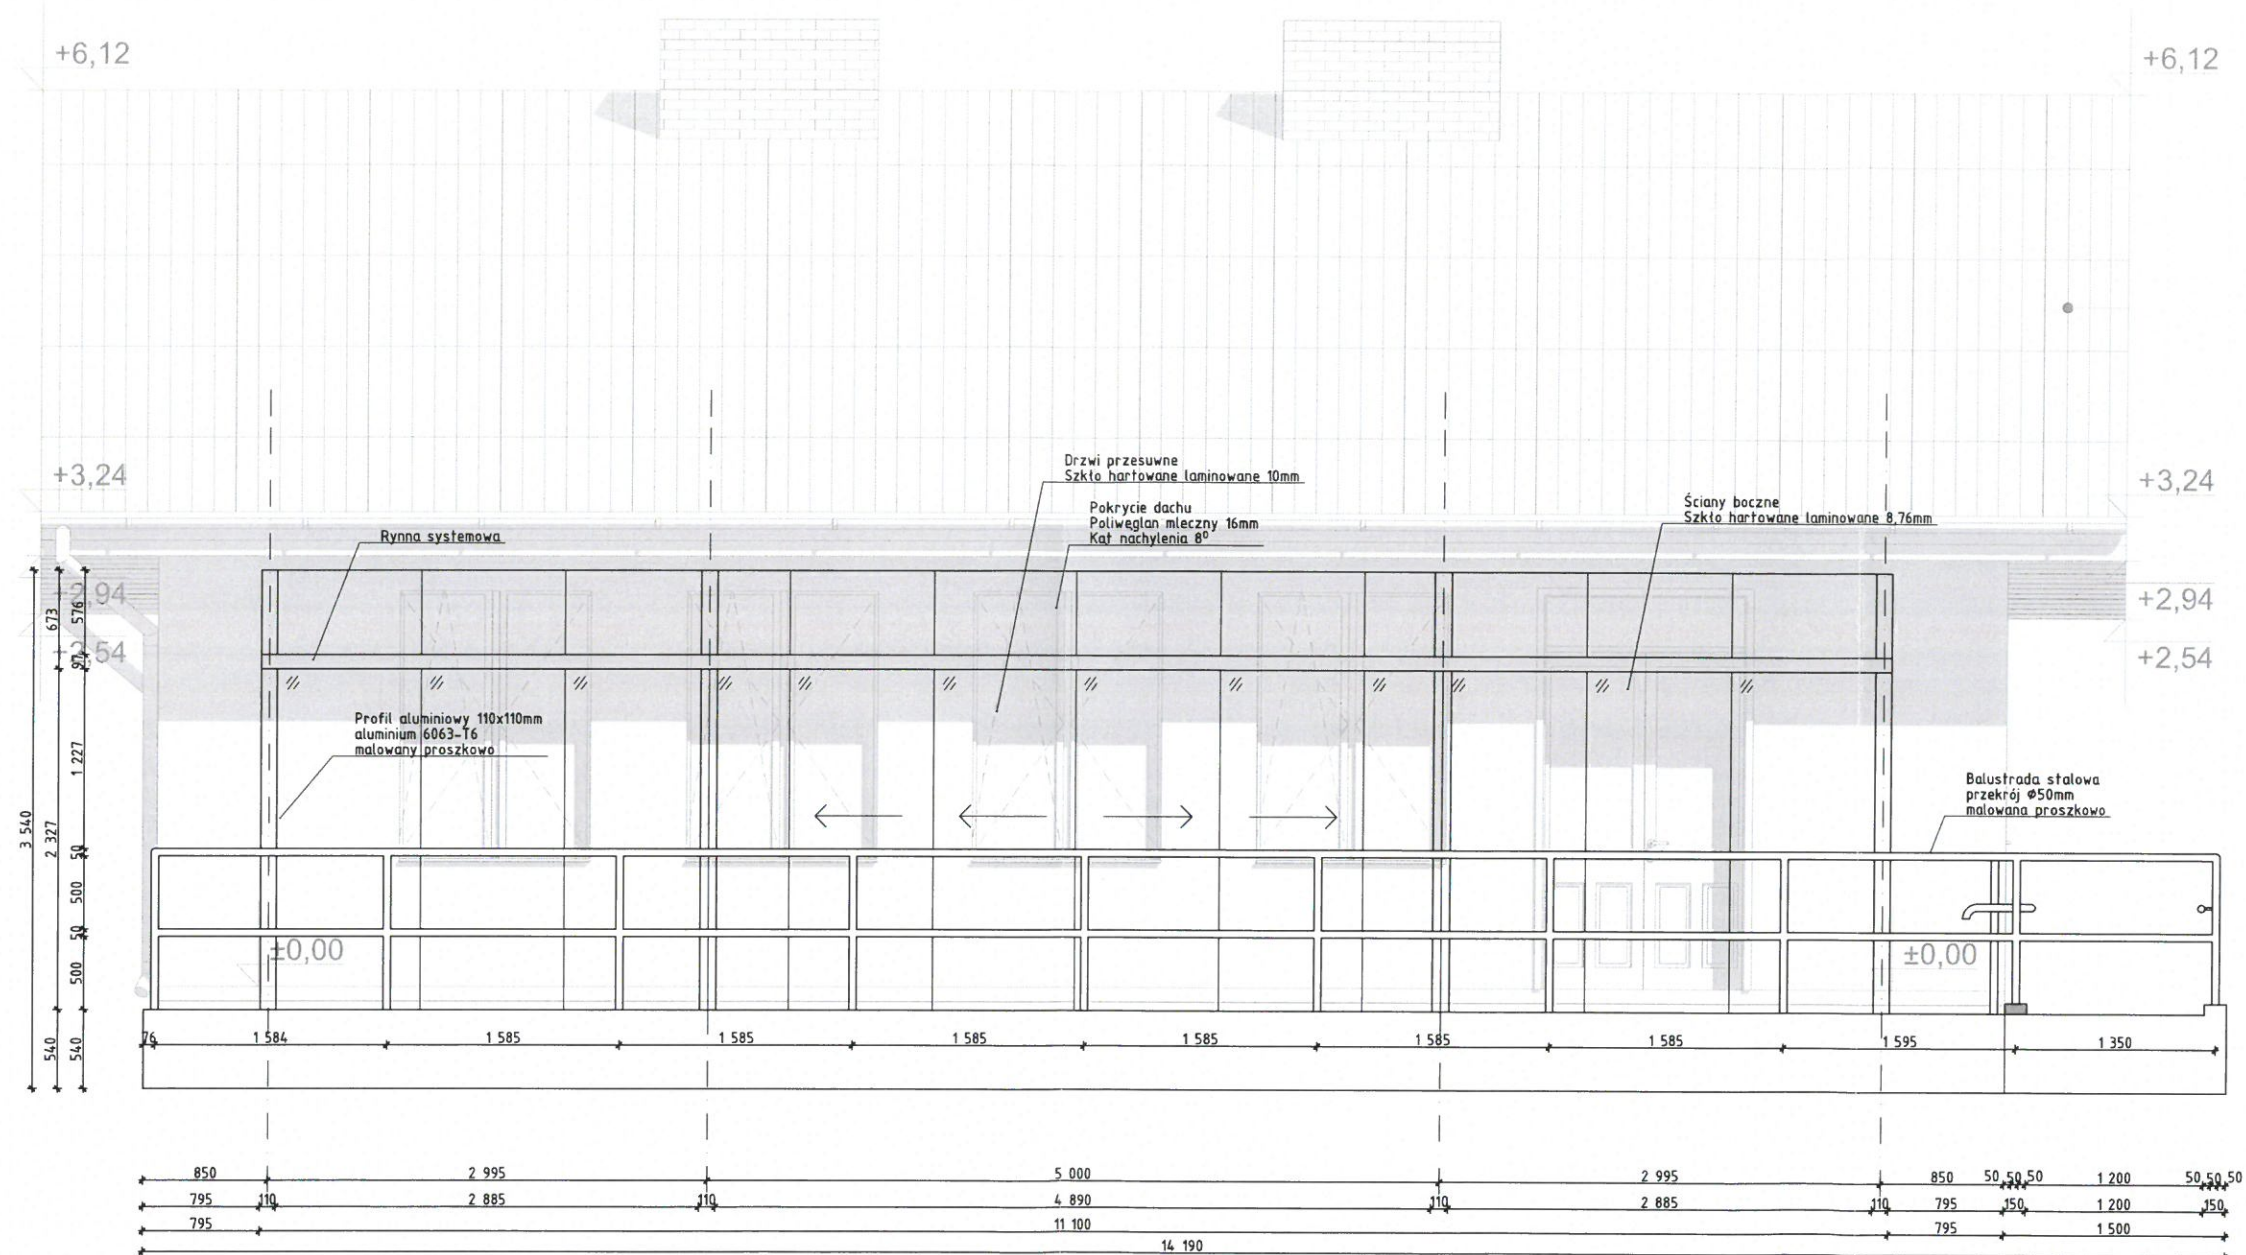 +6,12
+6,12
+3,24
+3,24
Drzwi przesuwne
Szkło hartowane laminowane 10mm
Pokrycie dachu
Poliwęglan mleczny 16mm
Kąt nachylenia 8⁰
Ściany boczne
Szkło hartowane laminowane 8,76mm
Rynna systemowa
+2,94
+2,94
+2,54
+2,54
673
576
97
Profil aluminiowy 110x110mm
aluminium 6063-T6
malowany proszkowo
1 227
3 540
2 327
50
500
50
500
540
540
Balustrada stalowa
przekrój Ø50mm
malowana proszkowo
±0,00
±0,00
76 1 584 1 585 1 585 1 585 1 585 1 585 1 585 1 595 1 350
850 2 995 5 000 2 995 850 50 50 50 1 200 50 50 50
795 110 2 885 110 4 890 110 2 885 110 795 150 1 200 150
795 11 100 795 1 500
14 190